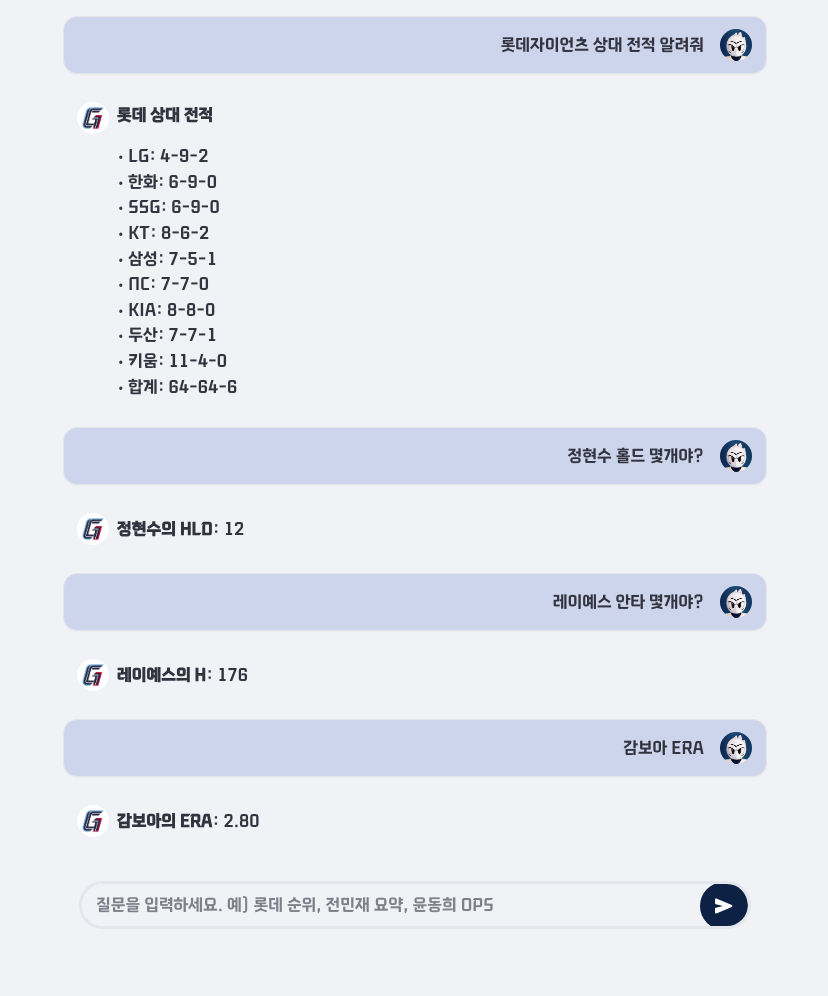 롯데자이언츠 상대 전적 알려줘
롯데 상대 전적
• LG: 4-9-2
• 한화: 6-9-0
• SSG: 6-9-0
• KT: 8-6-2
• 삼성: 7-5-1
• NC: 7-7-0
• KIA: 8-8-0
• 두산: 7-7-1
• 키움: 11-4-0
• 합계: 64-64-6
정현수 홀드 몇개야?
정현수의 HLD: 12
레이예스 안타 몇개야?
레이예스의 H: 176
감보아 ERA
감보아의 ERA: 2.80
질문을 입력하세요. 예) 롯데 순위, 전민재 요약, 윤동희 OPS